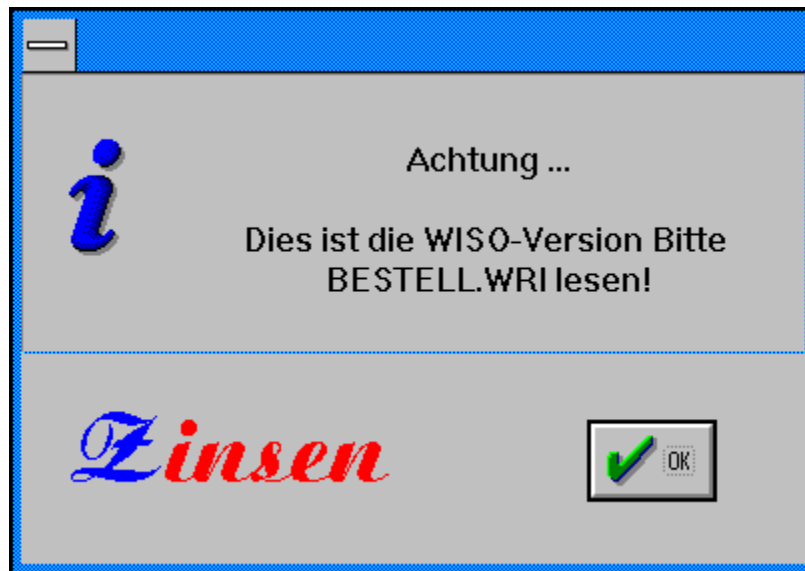 Achtung ...
Dies ist die WISO-Version Bitte
BESTELL.WRI lesen!
Zinsen
OK